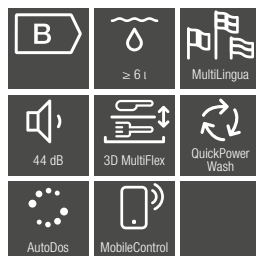 B
≥ 6 l
MultiLingua
44 dB
3D MultiFlex
QuickPower
Wash
AutoDos
MobileControl